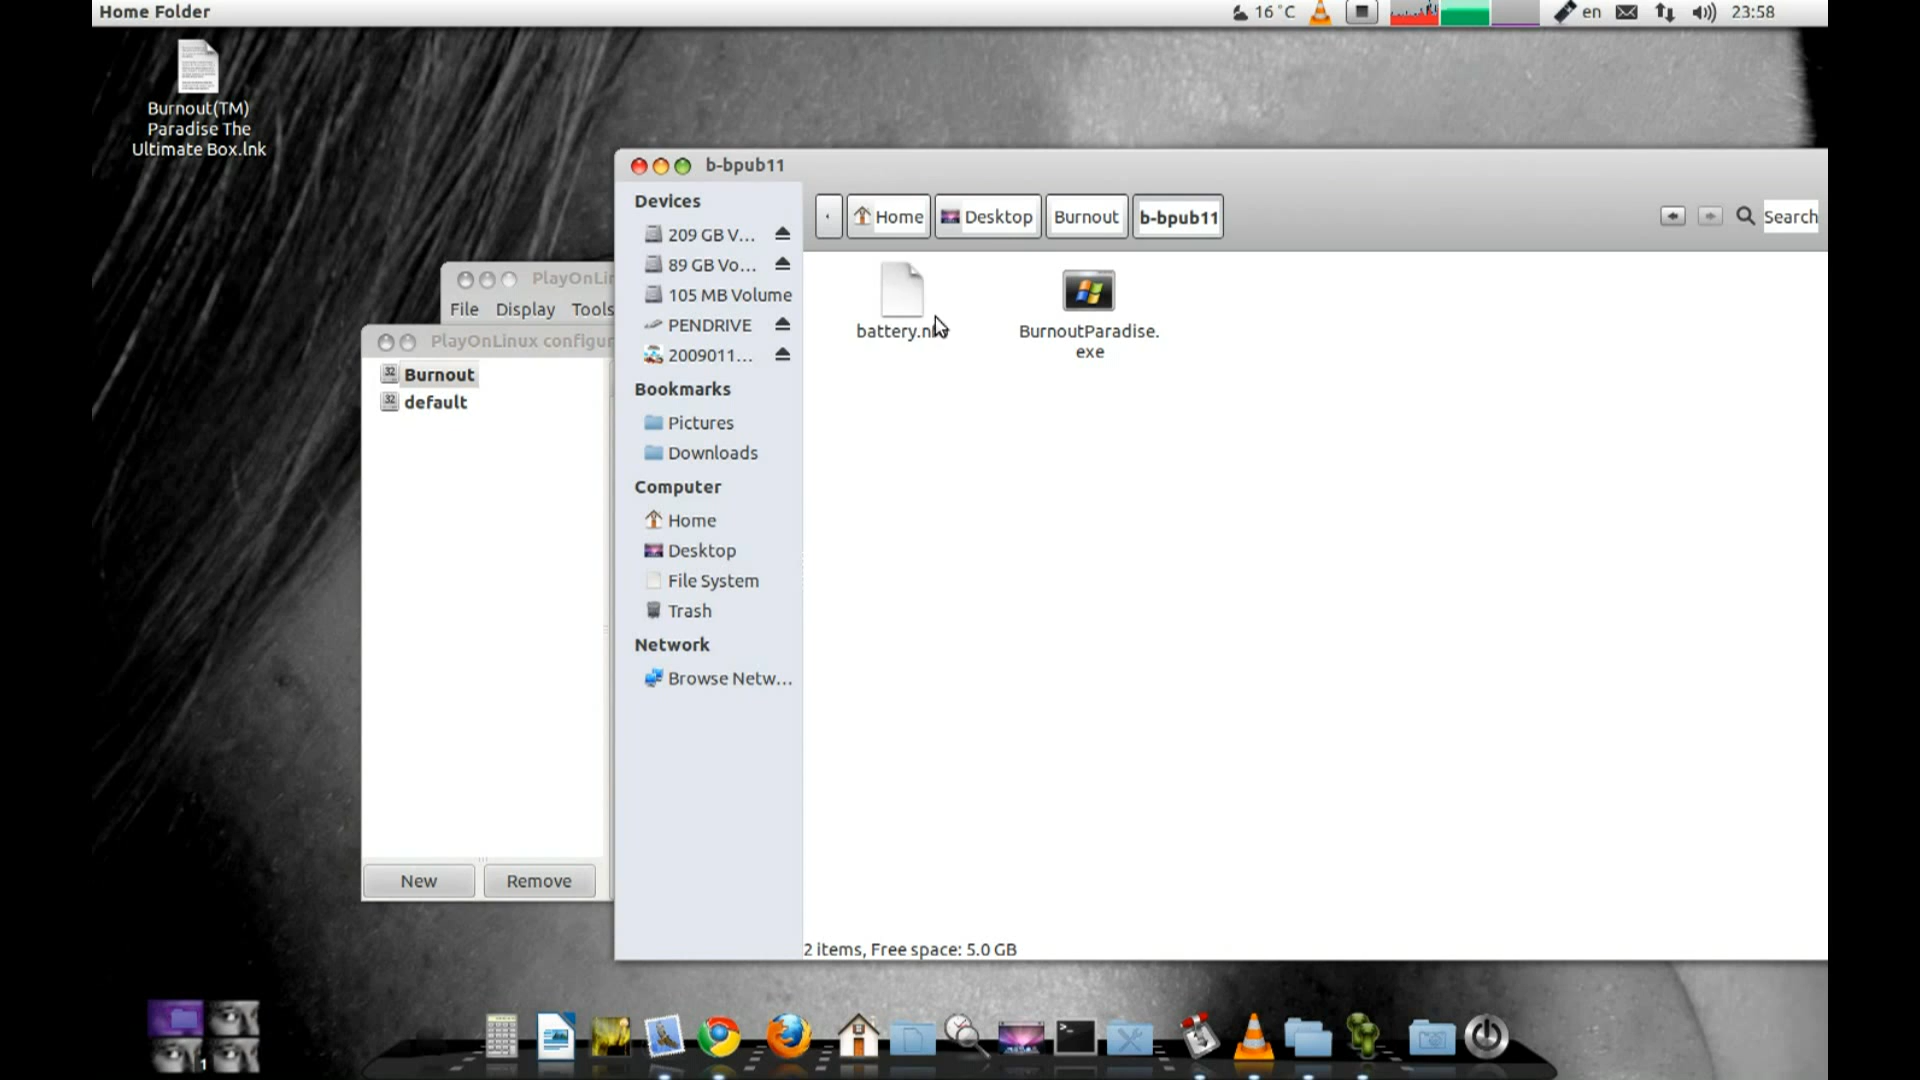 Home Folder
16 °C
en
23:58
Burnout(TM)
Paradise The
Ultimate Box.lnk
b-bpub11
Devices
209 GB V...
89 GB Vo...
105 MB Volume
PENDRIVE
2009011...
Bookmarks
Pictures
Downloads
Computer
Home
Desktop
File System
Trash
Network
Browse Netw...
Home
Desktop
Burnout
b-bpub11
Search
BurnoutParadise.
exe
2 items, Free space: 5.0 GB
File Display Tools
PlayOnLinux configur
32 Burnout
32 default
New
Remove
1